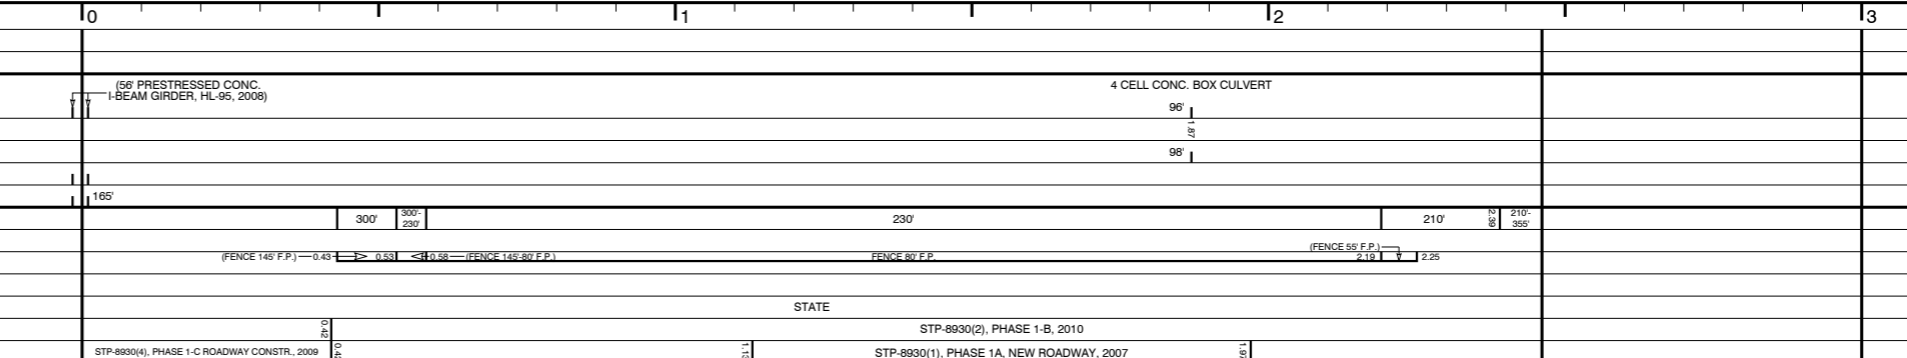 0 1 2 3
(56' PRESTRESSED CONC.
I-BEAM GIRDER, HL-95, 2008)
4 CELL CONC. BOX CULVERT
96'
1.87
98'
165'
300' 300'- 230' 2.39 210'-
230' 210' 355'
(FENCE 55' F.P.)
(FENCE 145' F.P.) 0.43 0.53 0.58 (FENCE 145'-80' F.P.) FENCE 80' F.P. 2.19 2.25
STATE
0.42 STP-8930(2), PHASE 1-B, 2010
STP-8930(4), PHASE 1-C ROADWAY CONSTR., 2009 STP-8930(1), PHASE 1A, NEW ROADWAY, 2007